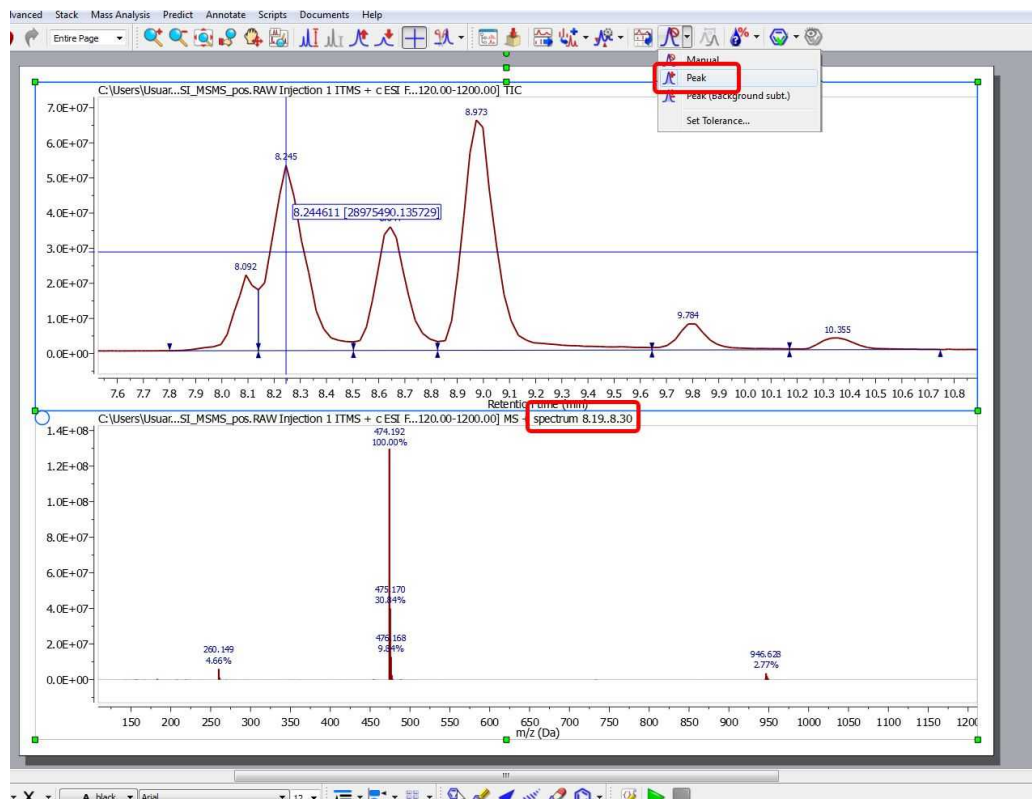 Stack Mass Analysis Predict Annotate Scripts Documents Help
Entire Page
Manual
Peak
Peak (Background subt.)
Set Tolerance...
C:\Users\Usuar...SI_MSMS_pos.RAW Injection 1 ITMS + c ESI F...120.00-1200.00] TIC
7.0E+07
6.0E+07
5.0E+07
4.0E+07
3.0E+07
2.0E+07
1.0E+07
0.0E+00
8.973
8.245
8.244611 [28975490.135729]
8.092
9.784
10.355
7.6 7.7 7.8 7.9 8.0 8.1 8.2 8.3 8.4 8.5 8.6 8.7 8.8 8.9 9.0 9.1 9.2 9.3 9.4 9.5 9.6 9.7 9.8 9.9 10.0 10.1 10.2 10.3 10.4 10.5 10.6 10.7 10.8
Retention time (min)
C:\Users\Usuar...SI_MSMS_pos.RAW Injection 1 ITMS + c ESI F...120.00-1200.00] MS + spectrum 8.19..8.30
1.4E+08
1.2E+08
1.0E+08
8.0E+07
6.0E+07
4.0E+07
2.0E+07
0.0E+00
474.192
100.00%
475.170
30.84%
476.168
9.84%
260.149
4.66%
946.628
2.77%
150 200 250 300 350 400 450 500 550 600 650 700 750 800 850 900 950 1000 1050 1100 1150 1200
m/z (Da)
A black Arial 12